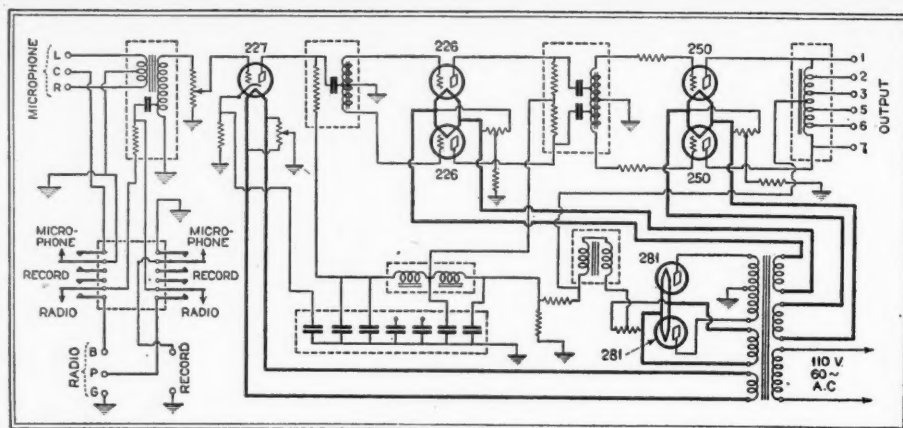 MICROPHONE
L
C
R
227
226
226
250
250
1
2
3
5
6
7
OUTPUT
MICRO-
PHONE
MICRO-
PHONE
RECORD
RECORD
RADIO
RADIO
281
281
RADIO
B
P
G
RECORD
110 V.
60 ~
A.C